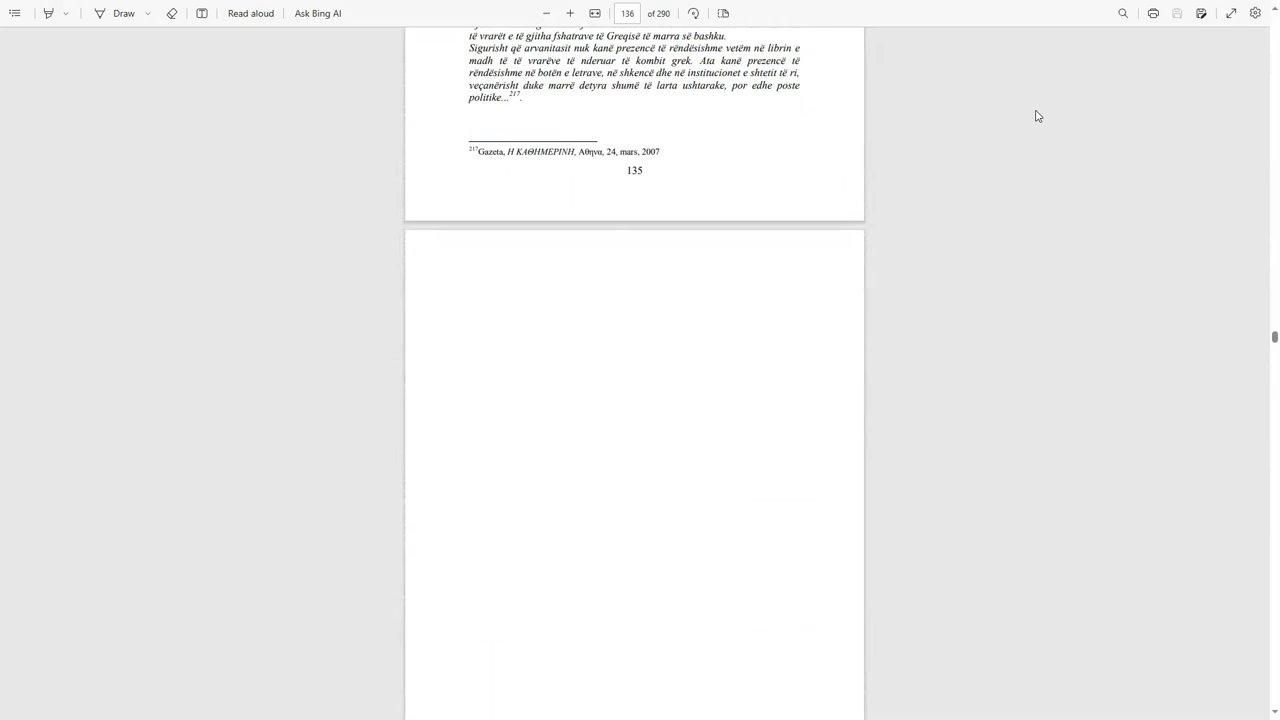 Draw
Read aloud
Ask Bing AI
136 of 290
të vrarët e të gjitha fshatrave të Greqisë të marra së bashku.
Sigurisht që arvanitasit nuk kanë prezencë të rëndësishme vetëm në librin e
madh të të vrarëve të nderuar të kombit grek. Ata kanë prezencë të
rëndësishme në botën e letrave, në shkencë dhe në institucionet e shtetit të ri,
veçanërisht duke marrë detyra shumë të larta ushtarake, por edhe poste
politike...217.
217Gazeta, Η ΚΑΘΗΜΕΡΙΝΗ, Αθηνα, 24, mars, 2007
135